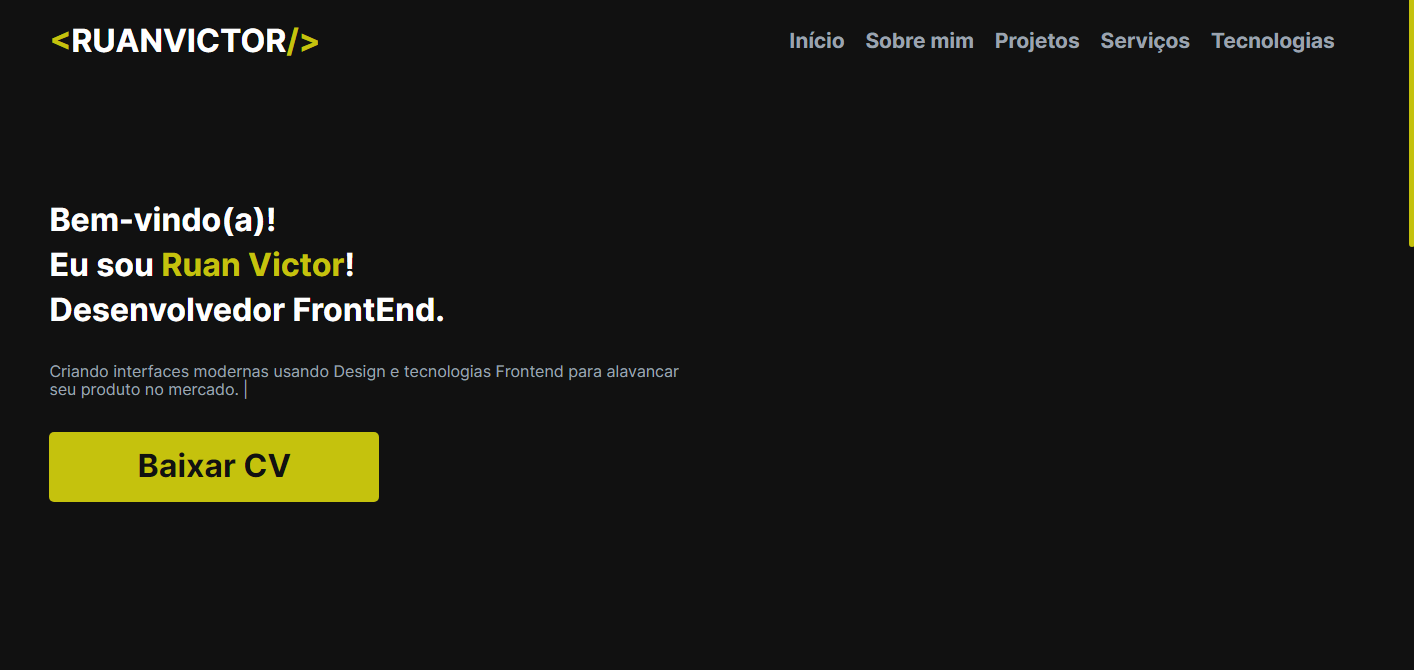 <RUANVICTOR/>
Início Sobre mim Projetos Serviços Tecnologias
Bem-vindo(a)!
Eu sou Ruan Victor!
Desenvolvedor FrontEnd.
Criando interfaces modernas usando Design e tecnologias Frontend para alavancar
seu produto no mercado. |
Baixar CV